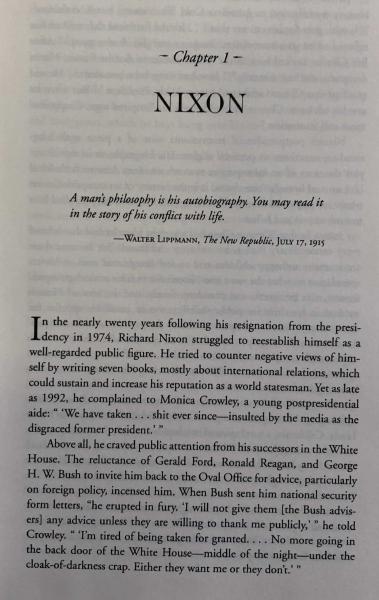 ~ Chapter 1 ~
NIXON
A man's philosophy is his autobiography. You may read it
in the story of his conflict with life.
—Walter Lippmann, The New Republic, July 17, 1915
In the nearly twenty years following his resignation from the presi-
dency in 1974, Richard Nixon struggled to reestablish himself as a
well-regarded public figure. He tried to counter negative views of him-
self by writing seven books, mostly about international relations, which
could sustain and increase his reputation as a world statesman. Yet as late
as 1992, he complained to Monica Crowley, a young postpresidential
aide: “ ‘We have taken . . . shit ever since—insulted by the media as the
disgraced former president.’ ”
Above all, he craved public attention from his successors in the White
House. The reluctance of Gerald Ford, Ronald Reagan, and George
H. W. Bush to invite him back to the Oval Office for advice, particularly
on foreign policy, incensed him. When Bush sent him national security
form letters, “he erupted in fury. ‘I will not give them [the Bush advis-
ers] any advice unless they are willing to thank me publicly,’ ” he told
Crowley. “ ‘I'm tired of being taken for granted. . . . No more going in
the back door of the White House—middle of the night—under the
cloak-of-darkness crap. Either they want me or they don't.’ ”